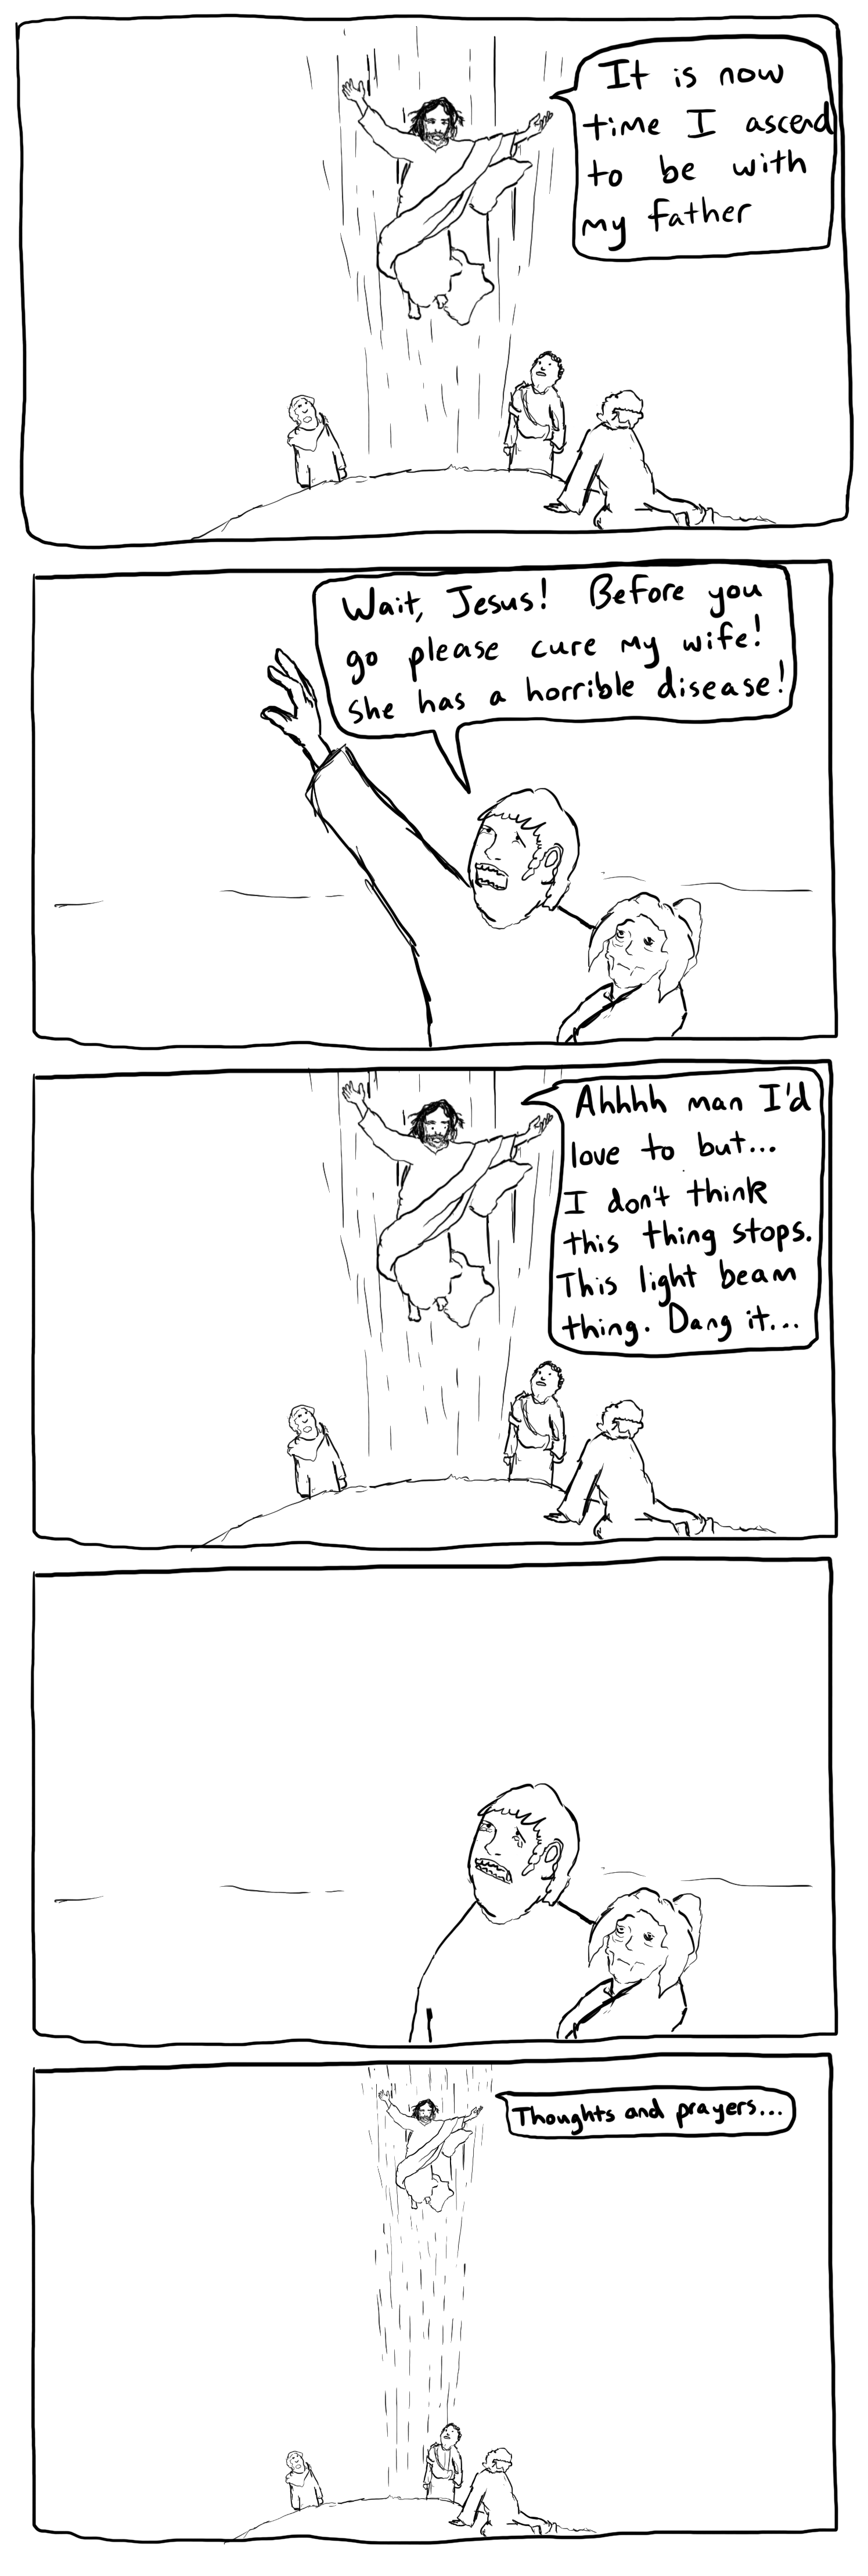 It is now
time I ascend
to be with
my father
Wait, Jesus! Before you
go please cure my wife!
She has a horrible disease!
Ahhhh man I'd
love to but...
I don't think
this thing stops.
This light beam
thing. Dang it...
Thoughts and prayers...